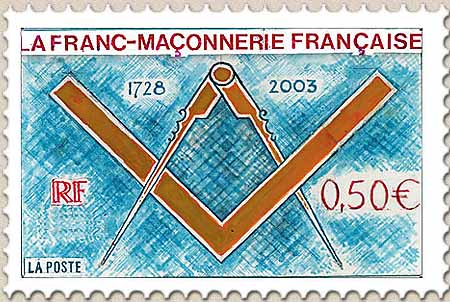 LA FRANC-MAÇONNERIE FRANÇAISE
1728 2003
RF 0,50€
LA POSTE